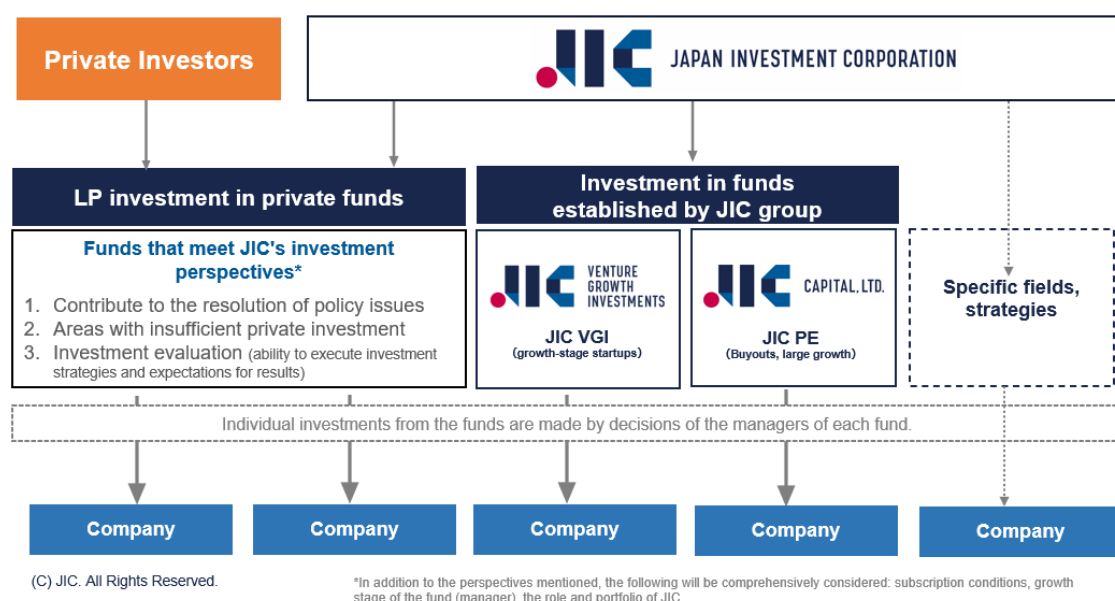 Private Investors
JIC JAPAN INVESTMENT CORPORATION
LP investment in private funds
Investment in funds
established by JIC group
Funds that meet JIC's investment
perspectives*
1. Contribute to the resolution of policy issues
2. Areas with insufficient private investment
3. Investment evaluation (ability to execute investment
strategies and expectations for results)
JIC VENTURE
GROWTH
INVESTMENTS
JIC VGI
(growth-stage startups)
JIC CAPITAL, LTD.
JIC PE
(Buyouts, large growth)
Specific fields,
strategies
Individual investments from the funds are made by decisions of the managers of each fund.
Company
Company
Company
Company
Company
(C) JIC. All Rights Reserved.
*In addition to the perspectives mentioned, the following will be comprehensively considered: subscription conditions, growth
stage of the fund (manager), the role and portfolio of JIC